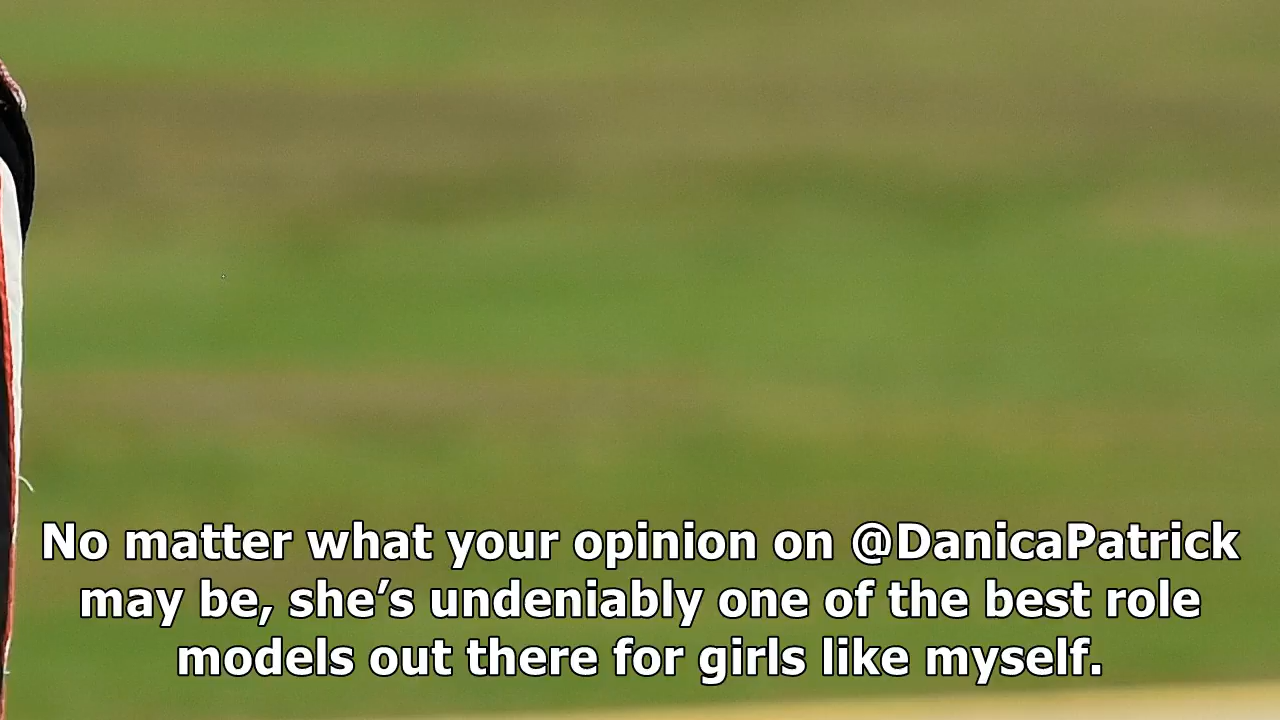 No matter what your opinion on @DanicaPatrick
may be, she’s undeniably one of the best role
models out there for girls like myself.